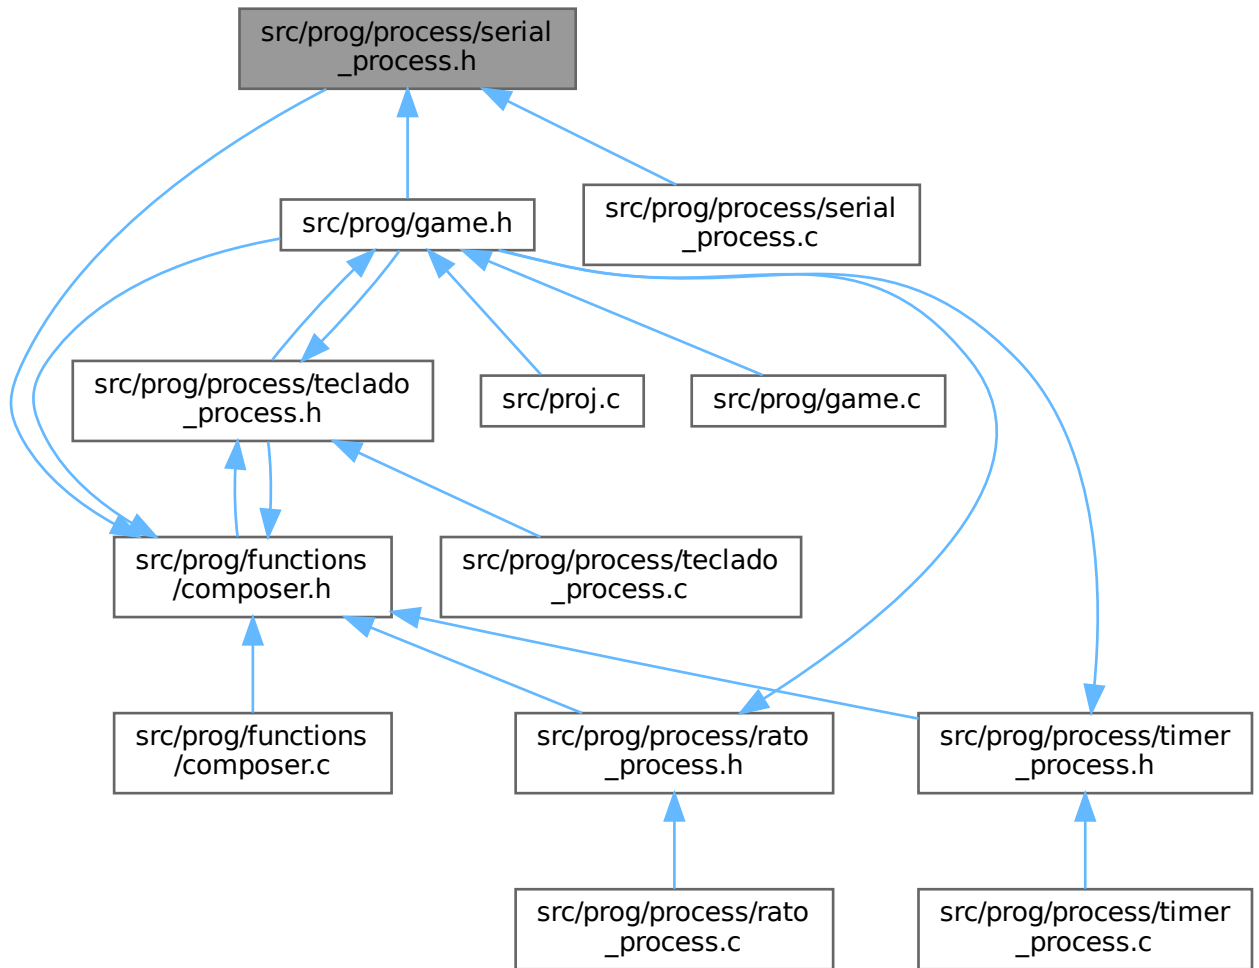 src/prog/process/serial
_process.h
src/prog/game.h
src/prog/process/serial
_process.c
src/prog/process/teclado
_process.h
src/proj.c
src/prog/game.c
src/prog/functions
/composer.h
src/prog/process/teclado
_process.c
src/prog/functions
/composer.c
src/prog/process/rato
_process.h
src/prog/process/timer
_process.h
src/prog/process/rato
_process.c
src/prog/process/timer
_process.c